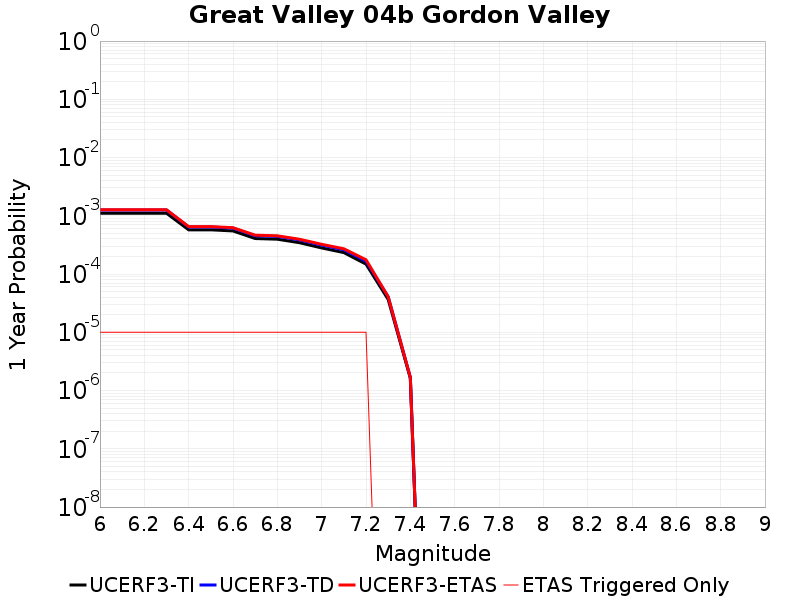 Great Valley 04b Gordon Valley
1 Year Probability
10^0
10^-1
10^-2
10^-3
10^-4
10^-5
10^-6
10^-7
10^-8
6 6.2 6.4 6.6 6.8 7 7.2 7.4 7.6 7.8 8 8.2 8.4 8.6 8.8 9
Magnitude
UCERF3-TI UCERF3-TD UCERF3-ETAS ETAS Triggered Only